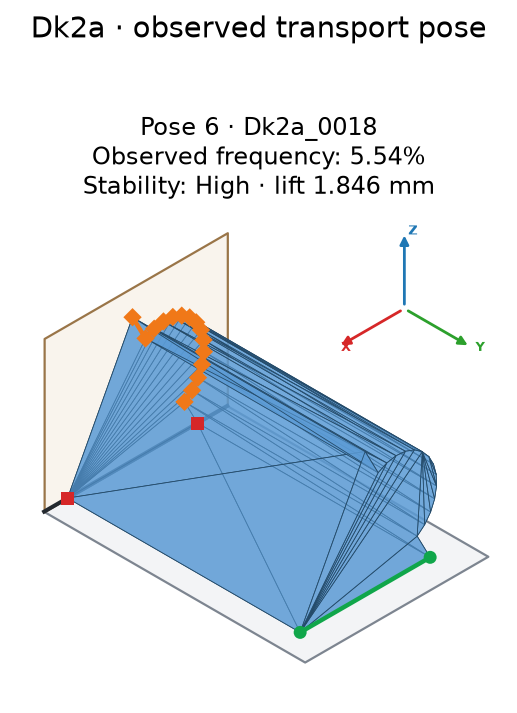 Dk2a · observed transport pose
Pose 6 · Dk2a_0018
Observed frequency: 5.54%
Stability: High · lift 1.846 mm
Z
X
Y